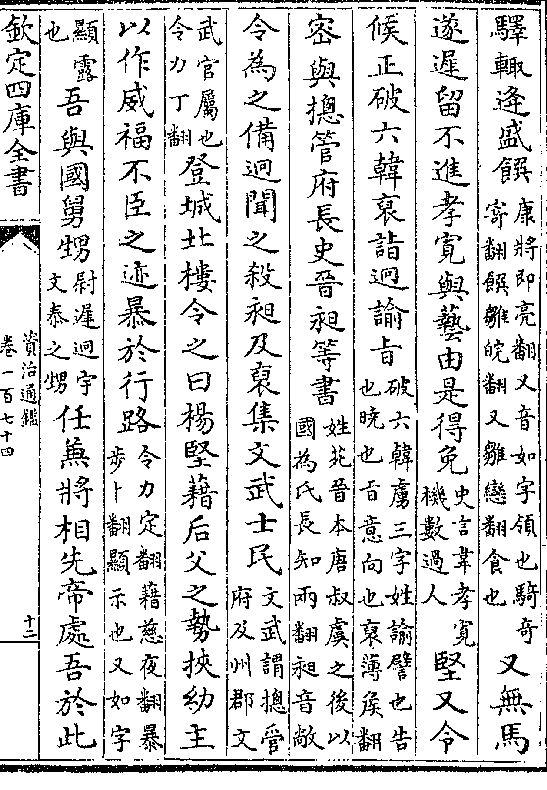 驛輙逢盛饌康將即亮翻又音如字領也騎奇
寄翻饌雛皖翻又雛戀翻食也又無馬
遂遲留不進孝寛與藝由是得免史言韋孝寛
機數過人堅又令
候正破六韓裒詣迥諭㫖破六韓虜三字姓諭譬也告
也曉也㫖意向也裒薄矦翻
密與摠管府長史晉昶等書姓苑晉本唐叔虞之後以
國為氏長知兩翻昶音敞
令為之備迥聞之殺昶及裒集文武士民文武謂摠管
府及州郡文
武官屬也
令力丁翻登城北樓令之曰楊堅藉后父之勢挾幼主
以作威福不臣之迹暴於行路令力定翻藉慈夜翻暴
步卜翻顯示也又如字
顯露
也吾與國舅甥尉遲迥宇
文泰之甥任兼將相先帝處吾於此
欽定四庫全書
資治通鑑
卷一百七十四
十二